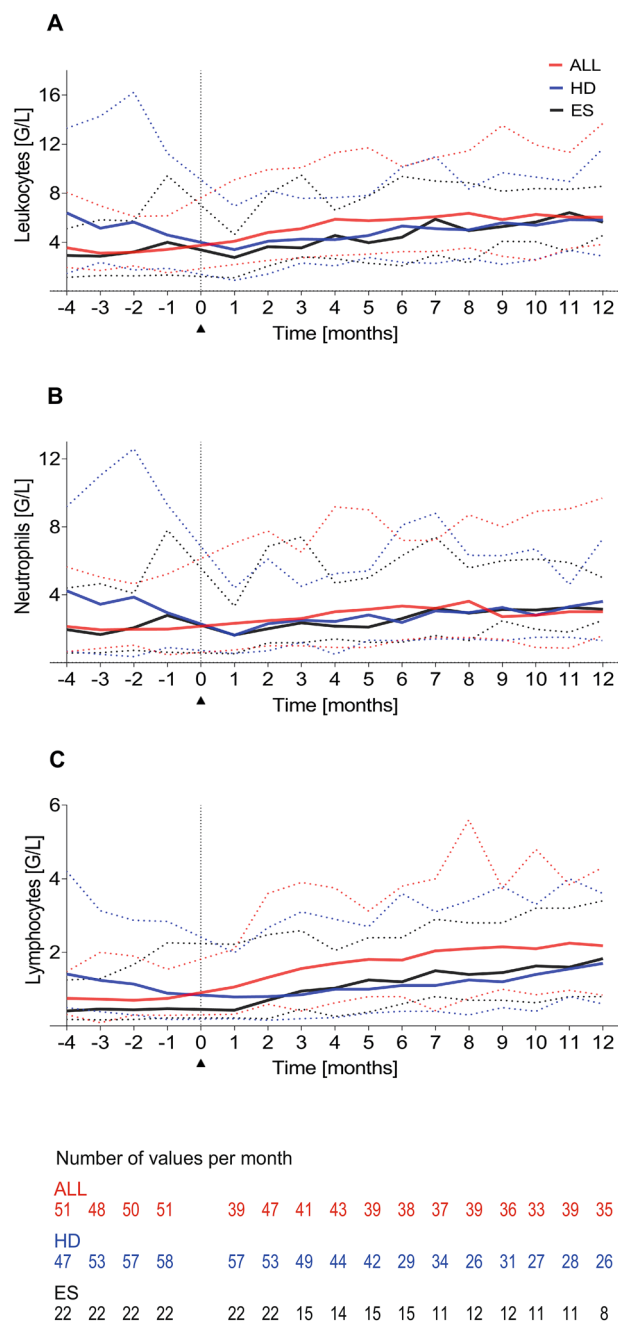 A
Leukocytes [G/L]
16
12
8
4
ALL
HD
ES
-4 -3 -2 -1 0 1 2 3 4 5 6 7 8 9 10 11 12
Time [months]
B
Neutrophils [G/L]
12
8
4
-4 -3 -2 -1 0 1 2 3 4 5 6 7 8 9 10 11 12
Time [months]
C
Lymphocytes [G/L]
6
4
2
-4 -3 -2 -1 0 1 2 3 4 5 6 7 8 9 10 11 12
Time [months]
Number of values per month
ALL
51 48 50 51 39 47 41 43 39 38 37 39 36 33 39 35
HD
47 53 57 58 57 53 49 44 42 29 34 26 31 27 28 26
ES
22 22 22 22 22 22 15 14 15 15 11 12 12 11 11 8